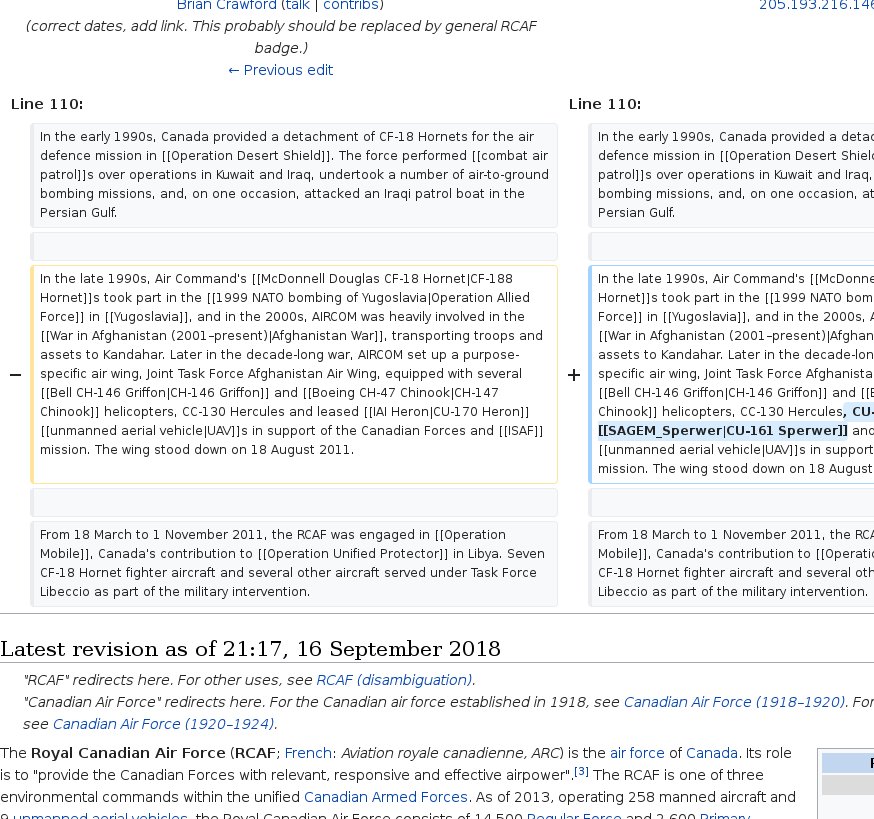 Brian Crawford (talk | contribs)
205.193.216.146
(correct dates, add link. This probably should be replaced by general RCAF
badge.)
← Previous edit
Line 110:
Line 110:
In the early 1990s, Canada provided a detachment of CF-18 Hornets for the air
defence mission in [[Operation Desert Shield]]. The force performed [[combat air
patrol]]s over operations in Kuwait and Iraq, undertook a number of air-to-ground
bombing missions, and, on one occasion, attacked an Iraqi patrol boat in the
Persian Gulf.
In the early 1990s, Canada provided a detac
defence mission in [[Operation Desert Shield
patrol]]s over operations in Kuwait and Iraq,
bombing missions, and, on one occasion, at
Persian Gulf.
−
In the late 1990s, Air Command's [[McDonnell Douglas CF-18 Hornet|CF-188
Hornet]]s took part in the [[1999 NATO bombing of Yugoslavia|Operation Allied
Force]] in [[Yugoslavia]], and in the 2000s, AIRCOM was heavily involved in the
[[War in Afghanistan (2001–present)|Afghanistan War]], transporting troops and
assets to Kandahar. Later in the decade-long war, AIRCOM set up a purpose-
specific air wing, Joint Task Force Afghanistan Air Wing, equipped with several
[[Bell CH-146 Griffon|CH-146 Griffon]] and [[Boeing CH-47 Chinook|CH-147
Chinook]] helicopters, CC-130 Hercules and leased [[IAI Heron|CU-170 Heron]]
[[unmanned aerial vehicle|UAV]]s in support of the Canadian Forces and [[ISAF]]
mission. The wing stood down on 18 August 2011.
+
In the late 1990s, Air Command's [[McDonne
Hornet]]s took part in the [[1999 NATO bom
Force]] in [[Yugoslavia]], and in the 2000s, A
[[War in Afghanistan (2001–present)|Afghan
assets to Kandahar. Later in the decade-lon
specific air wing, Joint Task Force Afghanista
[[Bell CH-146 Griffon|CH-146 Griffon]] and [[B
Chinook]] helicopters, CC-130 Hercules, CU-
[[SAGEM_Sperwer|CU-161 Sperwer]] and
[[unmanned aerial vehicle|UAV]]s in support
mission. The wing stood down on 18 August
From 18 March to 1 November 2011, the RCAF was engaged in [[Operation
Mobile]], Canada's contribution to [[Operation Unified Protector]] in Libya. Seven
CF-18 Hornet fighter aircraft and several other aircraft served under Task Force
Libeccio as part of the military intervention.
From 18 March to 1 November 2011, the RCA
Mobile]], Canada's contribution to [[Operatio
CF-18 Hornet fighter aircraft and several oth
Libeccio as part of the military intervention.
Latest revision as of 21:17, 16 September 2018
"RCAF" redirects here. For other uses, see RCAF (disambiguation).
"Canadian Air Force" redirects here. For the Canadian air force established in 1918, see Canadian Air Force (1918–1920). For
see Canadian Air Force (1920–1924).
The Royal Canadian Air Force (RCAF; French: Aviation royale canadienne, ARC) is the air force of Canada. Its role
is to "provide the Canadian Forces with relevant, responsive and effective airpower".[3] The RCAF is one of three
environmental commands within the unified Canadian Armed Forces. As of 2013, operating 258 manned aircraft and
9 unmanned aerial vehicles, the Royal Canadian Air Force consists of 14,500 Regular Force and 2,600 Primary